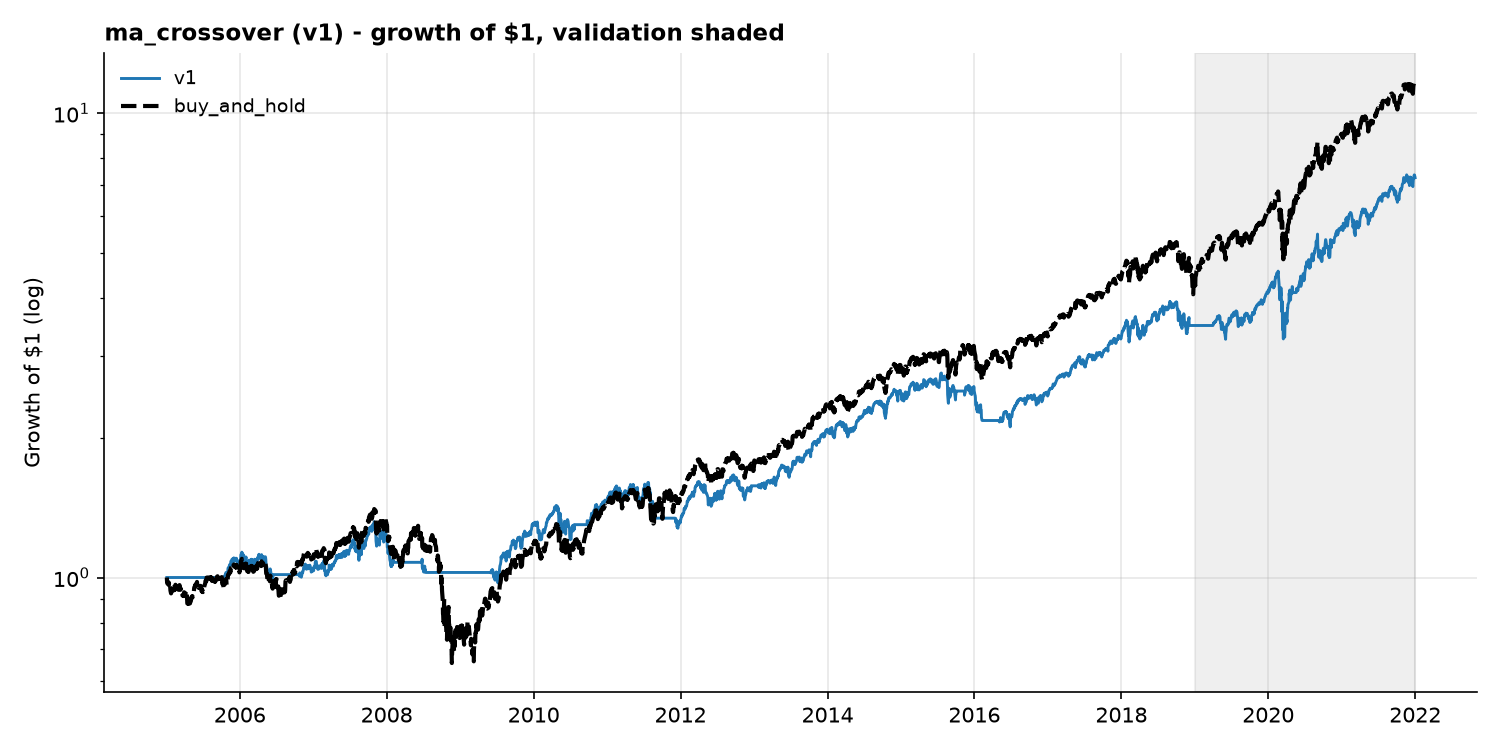 ma_crossover (v1) - growth of $1, validation shaded
v1
buy_and_hold
10¹
10⁰
Growth of $1 (log)
2006 2008 2010 2012 2014 2016 2018 2020 2022